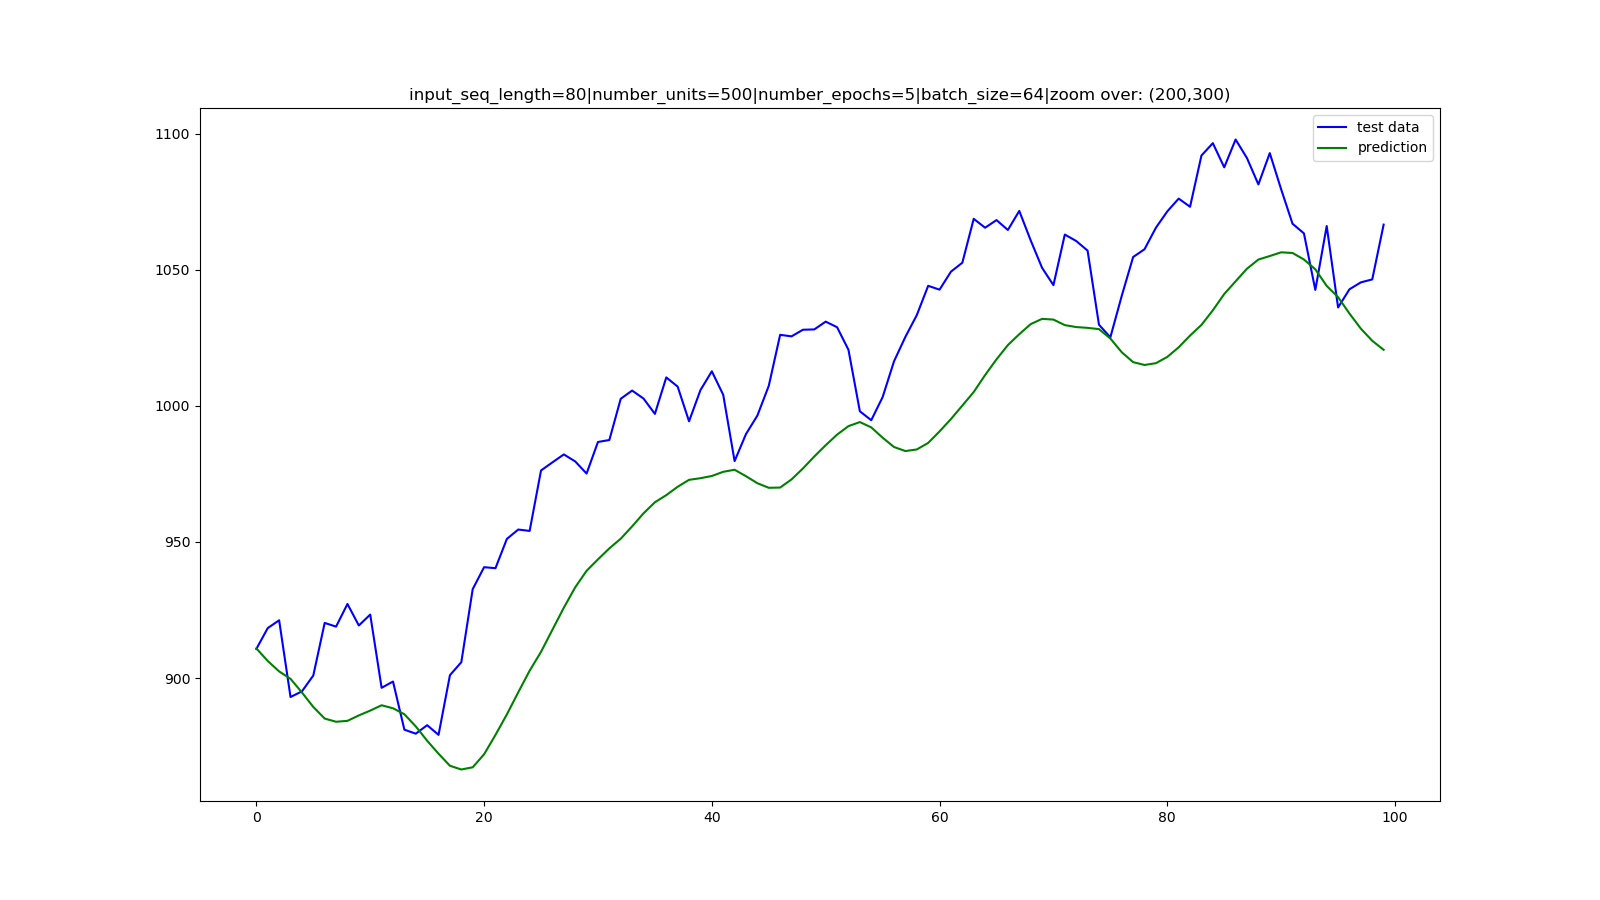 input_seq_length=80|number_units=500|number_epochs=5|batch_size=64|zoom over: (200,300)
test data
prediction
1100
1050
1000
950
900
0 20 40 60 80 100